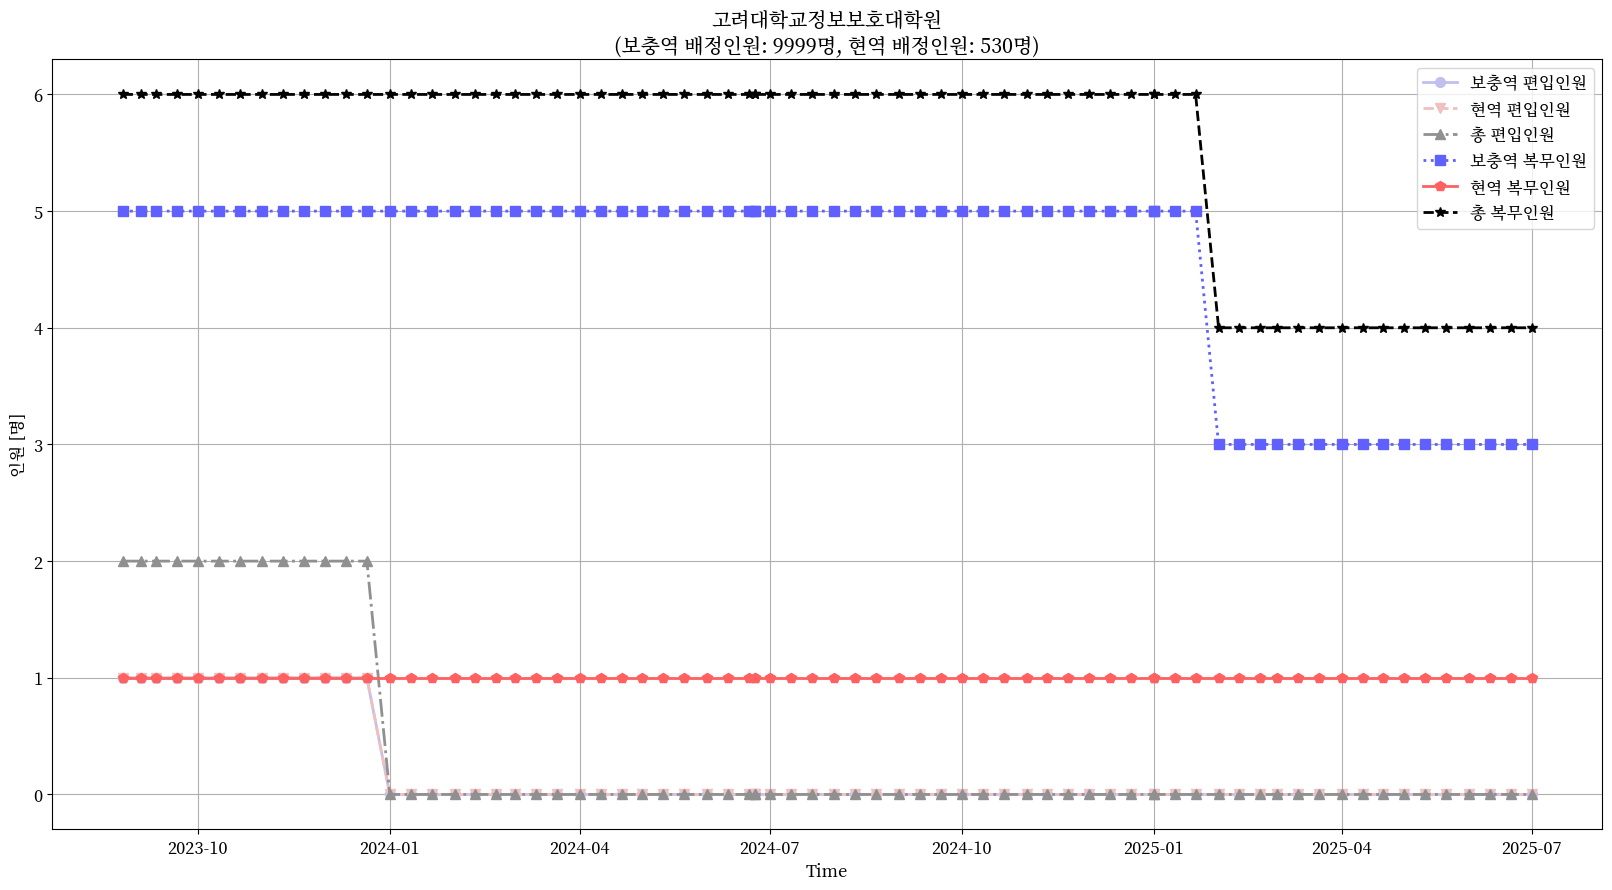 고려대학교정보보호대학원
(보충역 배정인원: 9999명, 현역 배정인원: 530명)
보충역 편입인원
현역 편입인원
총 편입인원
보충역 복무인원
현역 복무인원
총 복무인원
인원 [명]
6
5
4
3
2
1
0
2023-10
2024-01
2024-04
2024-07
2024-10
2025-01
2025-04
2025-07
Time